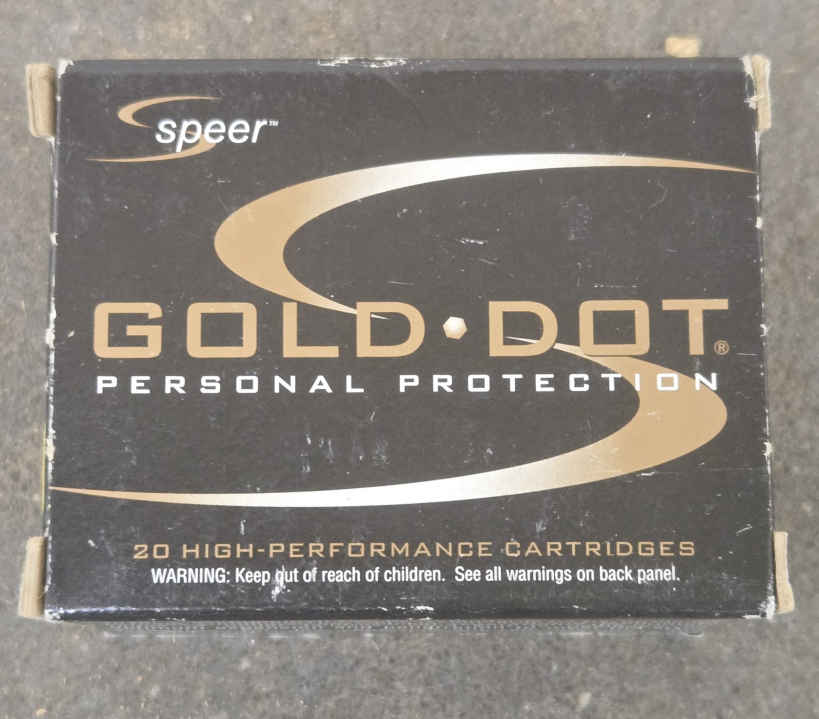 speer™
GOLD•DOT®
PERSONAL PROTECTION
20 HIGH-PERFORMANCE CARTRIDGES
WARNING: Keep out of reach of children. See all warnings on back panel.